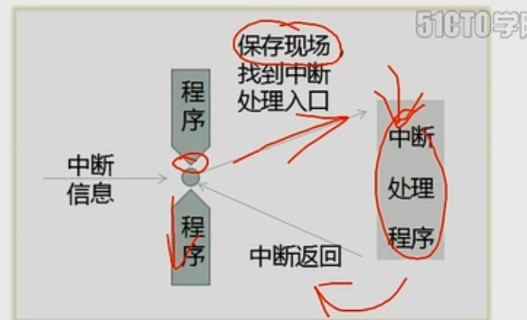 51CTO学院
保存现场
找到中断
处理入口
程
序
中断
信息
中断
处理
程序
程
序
中断返回